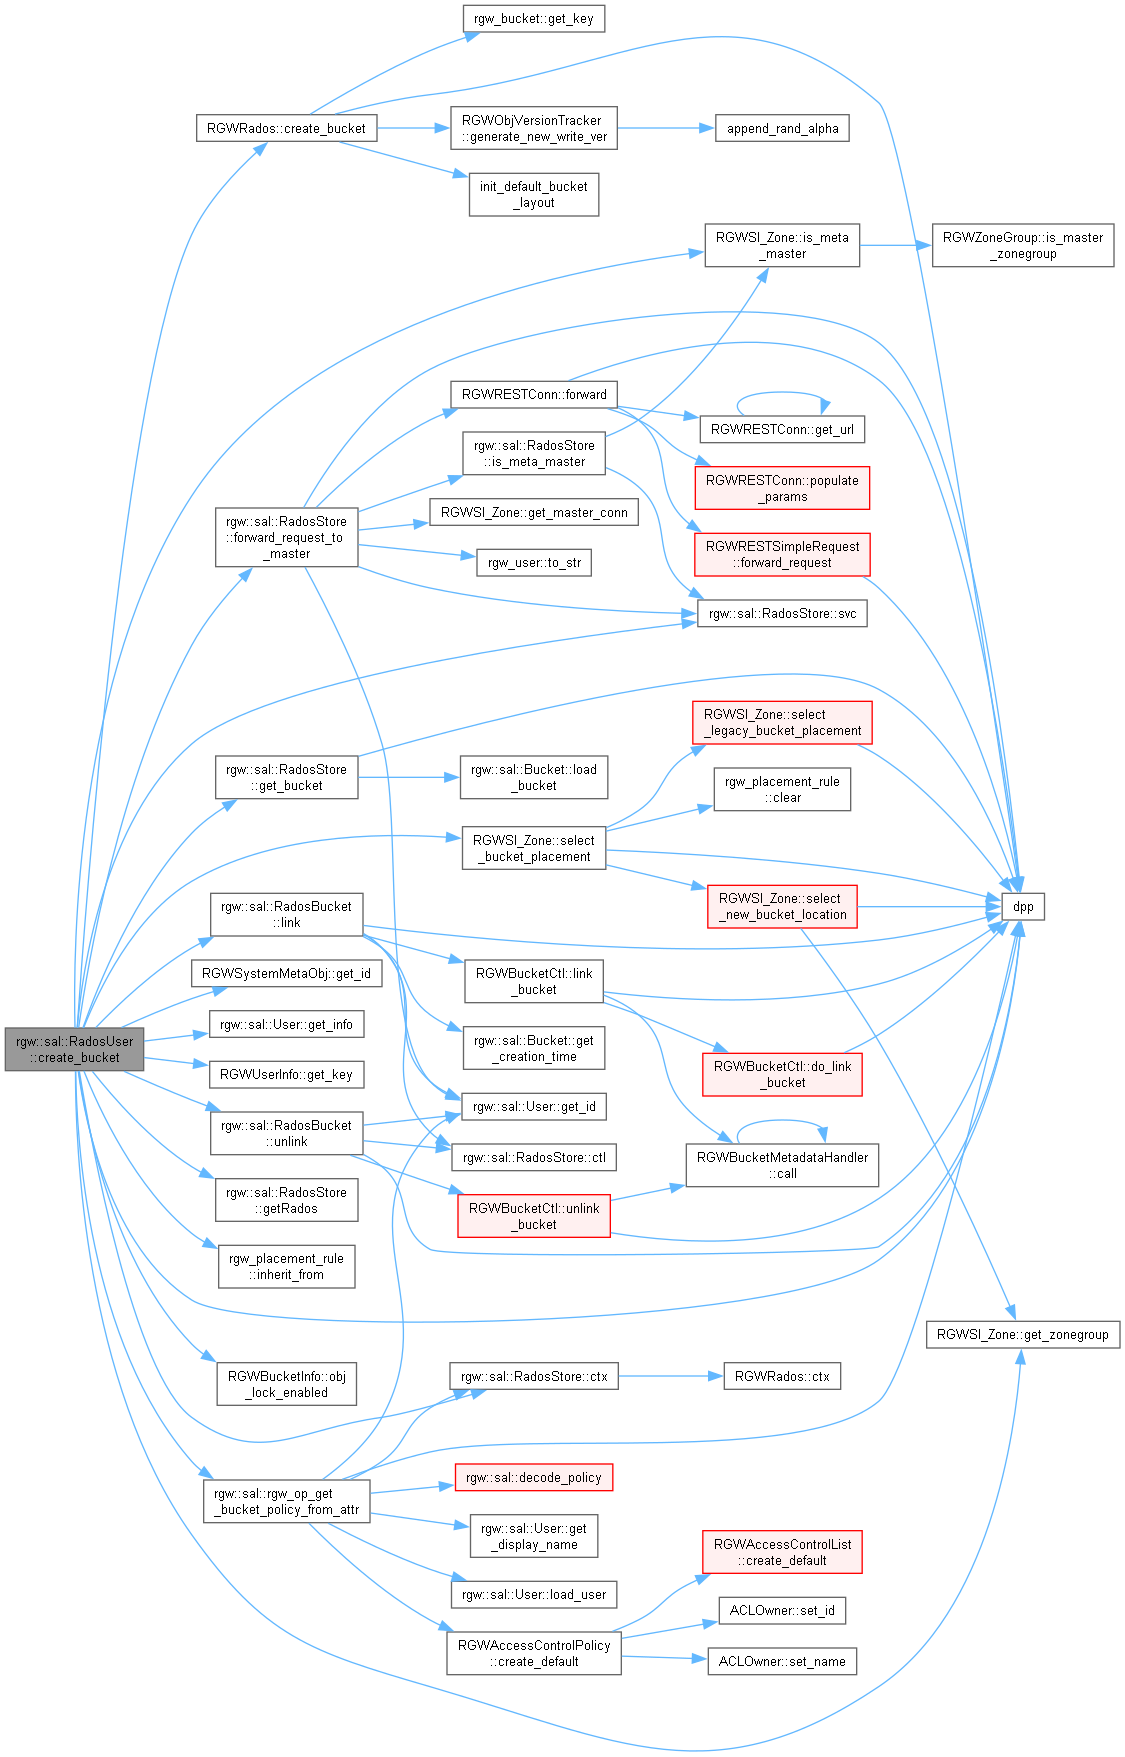 rgw_bucket::get_key
RGWRados::create_bucket
RGWObjVersionTracker
::generate_new_write_ver
append_rand_alpha
init_default_bucket
_layout
RGWSI_Zone::is_meta
_master
RGWZoneGroup::is_master
_zonegroup
RGWRESTConn::forward
RGWRESTConn::get_url
rgw::sal::RadosStore
::is_meta_master
RGWRESTConn::populate
_params
RGWSI_Zone::get_master_conn
rgw::sal::RadosStore
::forward_request_to
_master
RGWRESTSimpleRequest
::forward_request
rgw_user::to_str
rgw::sal::RadosStore::svc
RGWSI_Zone::select
_legacy_bucket_placement
rgw::sal::RadosStore
::get_bucket
rgw::sal::Bucket::load
_bucket
rgw_placement_rule
::clear
RGWSI_Zone::select
_bucket_placement
RGWSI_Zone::select
_new_bucket_location
dpp
rgw::sal::RadosBucket
::link
RGWSystemMetaObj::get_id
RGWBucketCtl::link
_bucket
rgw::sal::User::get_info
rgw::sal::RadosUser
::create_bucket
rgw::sal::Bucket::get
_creation_time
RGWUserInfo::get_key
RGWBucketCtl::do_link
_bucket
rgw::sal::User::get_id
rgw::sal::RadosBucket
::unlink
rgw::sal::RadosStore::ctl
RGWBucketMetadataHandler
::call
rgw::sal::RadosStore
::getRados
RGWBucketCtl::unlink
_bucket
rgw_placement_rule
::inherit_from
RGWSI_Zone::get_zonegroup
RGWBucketInfo::obj
_lock_enabled
rgw::sal::RadosStore::ctx
RGWRados::ctx
rgw::sal::rgw_op_get
_bucket_policy_from_attr
rgw::sal::decode_policy
rgw::sal::User::get
_display_name
RGWAccessControlList
::create_default
rgw::sal::User::load_user
ACLOwner::set_id
RGWAccessControlPolicy
::create_default
ACLOwner::set_name